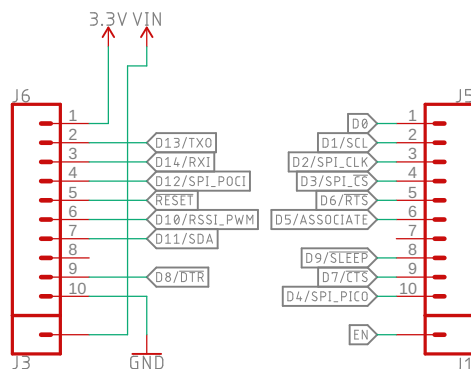 3.3V VIN
J6
1
2 D13/TXO
3 D14/RXI
4 D12/SPI_POCI
5 RESET
6 D10/RSSI_PWM
7 D11/SDA
8
9 D8/DTR
10
J3
GND
J5
D0 1
D1/SCL 2
D2/SPI_CLK 3
D3/SPI_CS 4
D6/RTS 5
D5/ASSOCIATE 6
7
D9/SLEEP 8
D7/CTS 9
D4/SPI_PICO 10
EN
J1